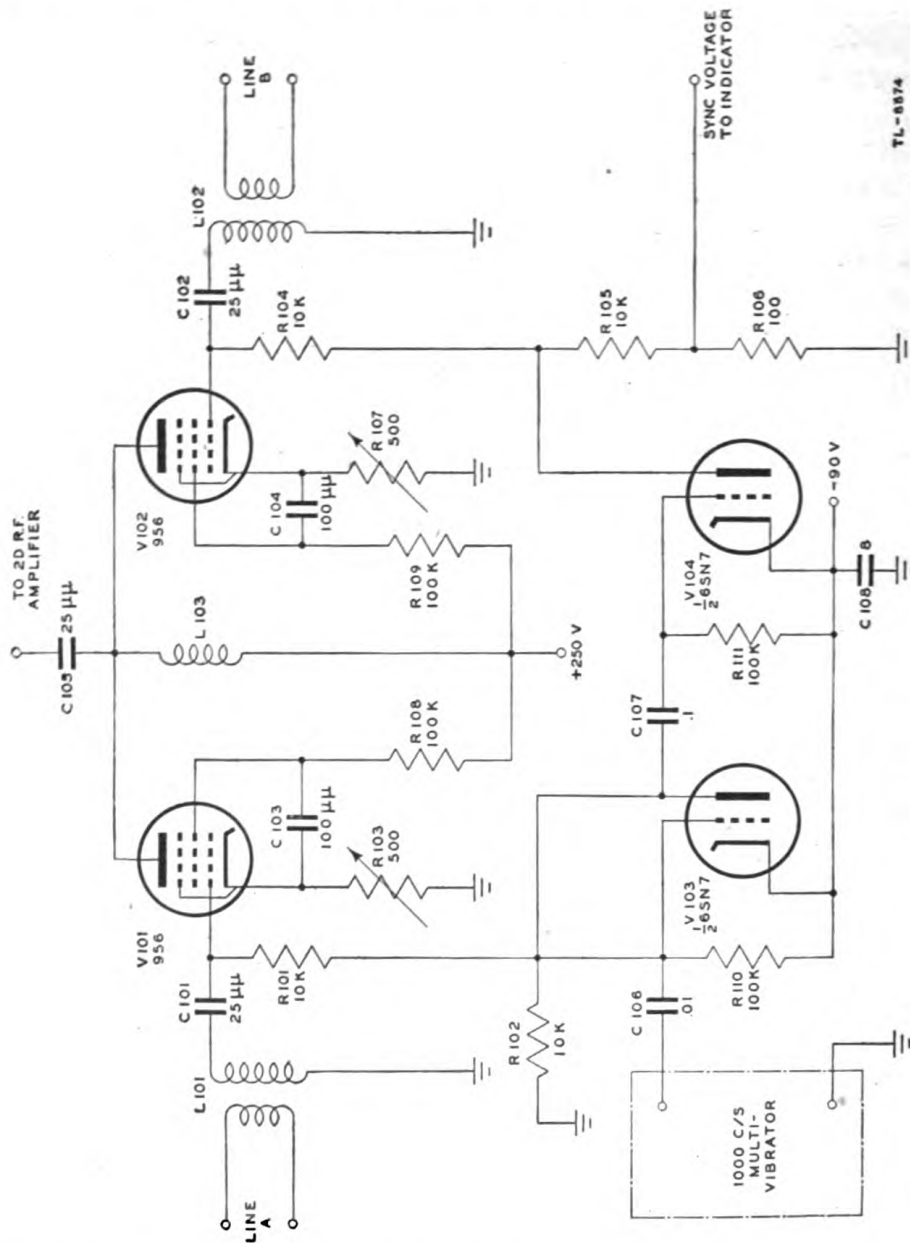 TO 2D R.F.
AMPLIFIER
C105
25 μμ
V101
956
V102
956
L103
C101
25 μμ
C102
25 μμ
L101
L102
LINE
A
LINE
B
R101
10K
C103
100 μμ
R103
500
R108
100K
+250V
R109
100K
C104
100 μμ
R107
500
R104
10K
R102
10K
R105
10K
SYNC VOLTAGE
TO INDICATOR
R106
100
C106
.01
R110
100K
V103
1/2 6SN7
C107
.1
R111
100K
V104
1/2 6SN7
-90V
C108
8
1000 C/S
MULTI-
VIBRATOR
TL-8874